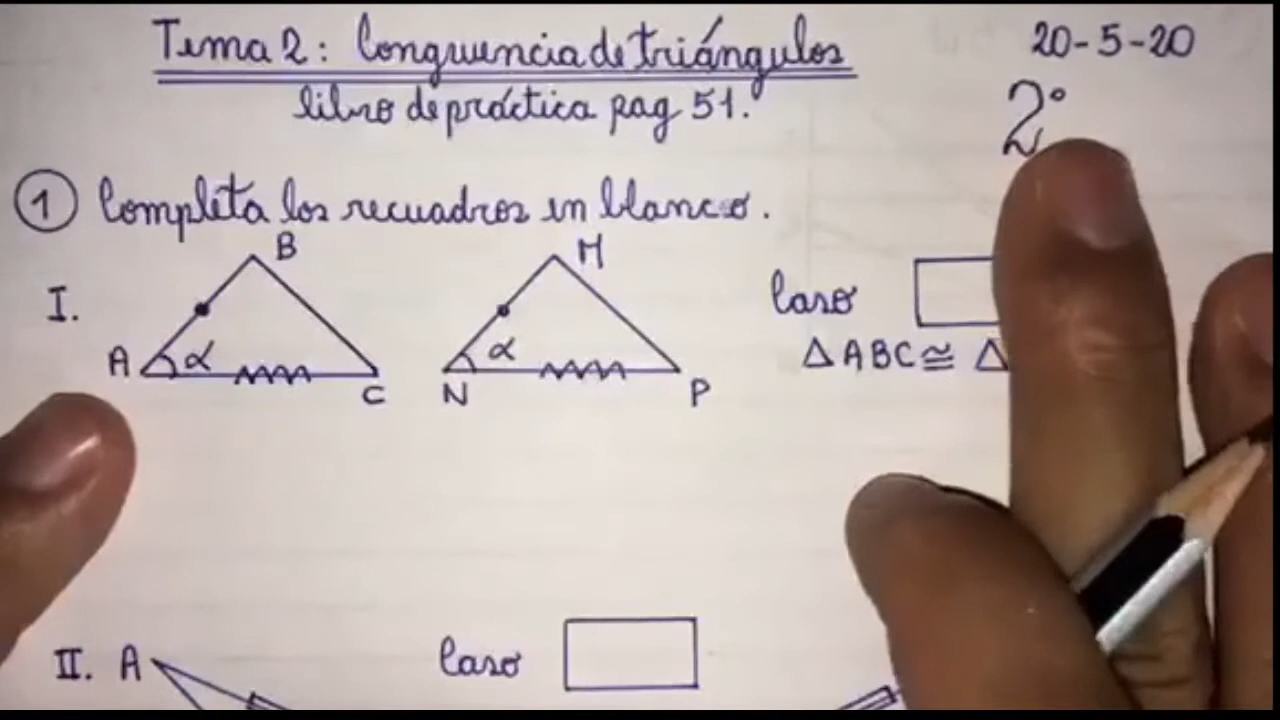 Tema 2: Congruencia de triángulos
20-5-20
libro de práctica pag 51.
2°
1 Completa los recuadros en blanco.
I.
B
M
Caso
A α C
N α P
△ABC ≅ △
II. A
Caso